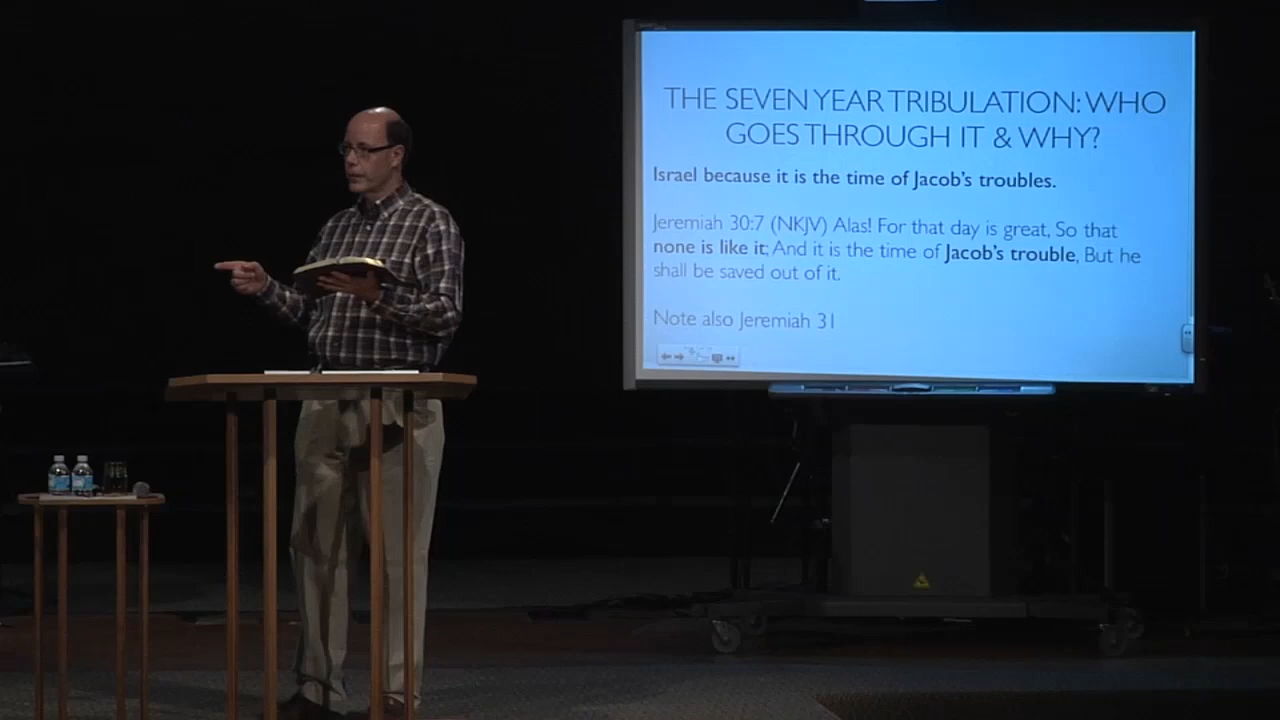 THE SEVEN YEAR TRIBULATION: WHO
GOES THROUGH IT & WHY?
Israel because it is the time of Jacob's troubles.
Jeremiah 30:7 (NKJV) Alas! For that day is great, So that
none is like it; And it is the time of Jacob's trouble, But he
shall be saved out of it.
Note also Jeremiah 31